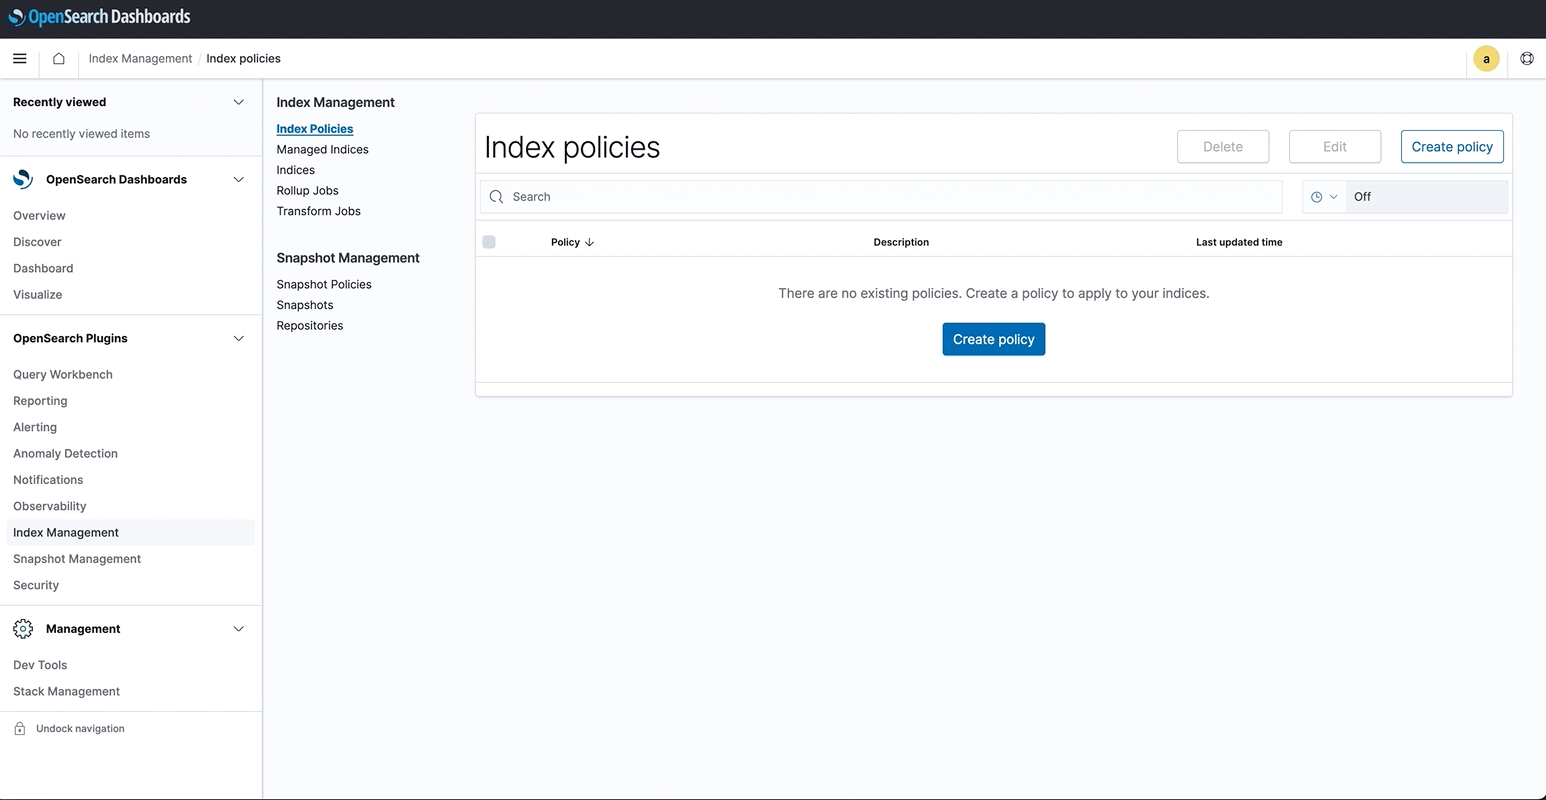 OpenSearch Dashboards
Index Management / Index policies
a
Recently viewed
No recently viewed items
OpenSearch Dashboards
Overview
Discover
Dashboard
Visualize
OpenSearch Plugins
Query Workbench
Reporting
Alerting
Anomaly Detection
Notifications
Observability
Index Management
Snapshot Management
Security
Management
Dev Tools
Stack Management
Undock navigation
Index Management
Index Policies
Managed Indices
Indices
Rollup Jobs
Transform Jobs
Snapshot Management
Snapshot Policies
Snapshots
Repositories
Index policies
Delete
Edit
Create policy
Search
Off
Policy
Description
Last updated time
There are no existing policies. Create a policy to apply to your indices.
Create policy